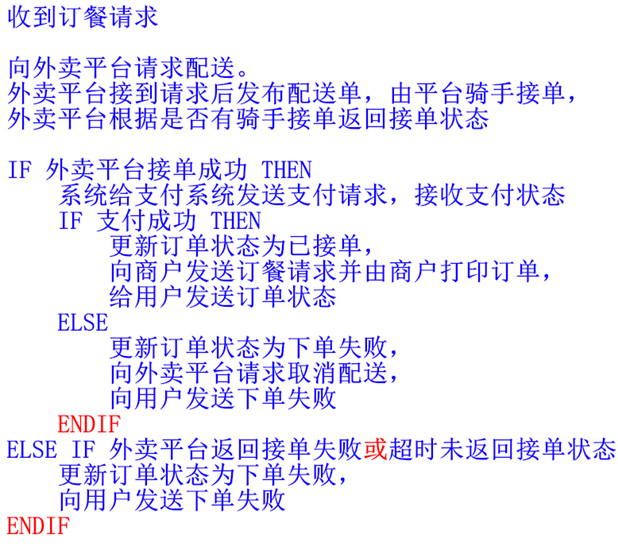 收到订餐请求
向外卖平台请求配送。
外卖平台接到请求后发布配送单，由平台骑手接单，
外卖平台根据是否有骑手接单返回接单状态
IF 外卖平台接单成功 THEN
系统给支付系统发送支付请求，接收支付状态
IF 支付成功 THEN
更新订单状态为已接单，
向商户发送订餐请求并由商户打印订单，
给用户发送订单状态
ELSE
更新订单状态为下单失败，
向外卖平台请求取消配送，
向用户发送下单失败
ENDIF
ELSE IF 外卖平台返回接单失败或超时未返回接单状态
更新订单状态为下单失败，
向用户发送下单失败
ENDIF